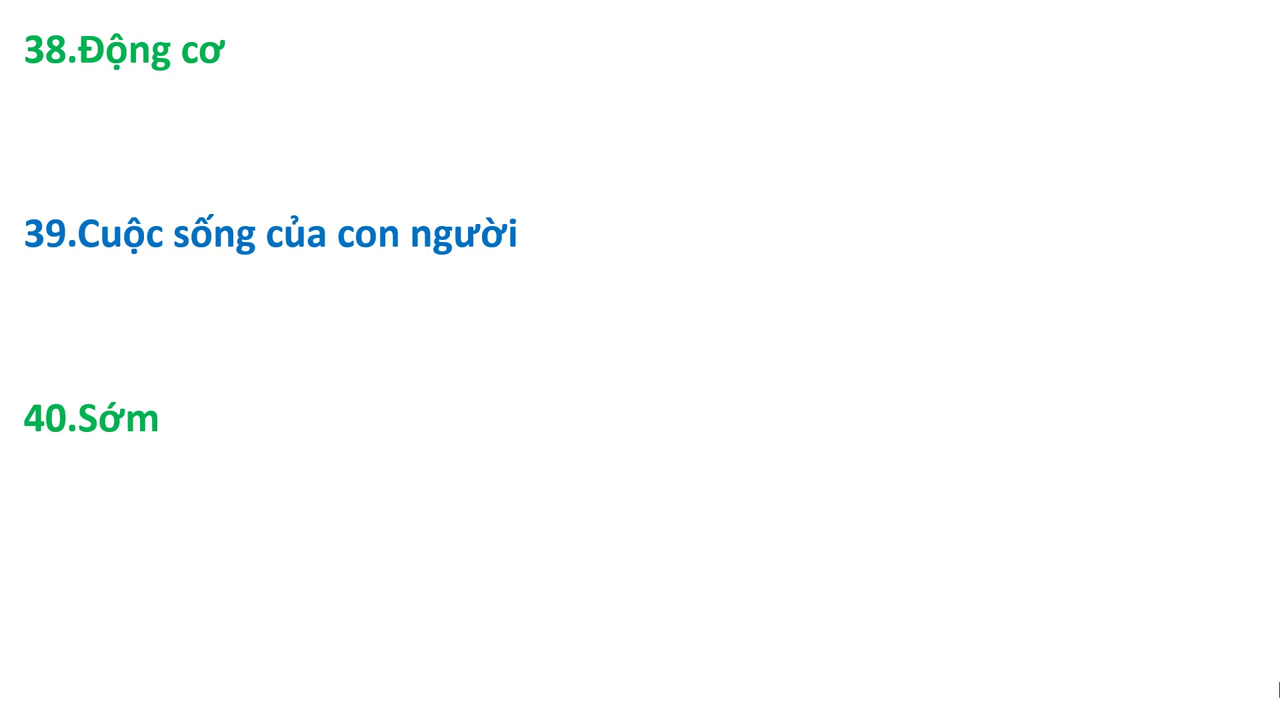 38.Động cơ
39.Cuộc sống của con người
40.Sớm